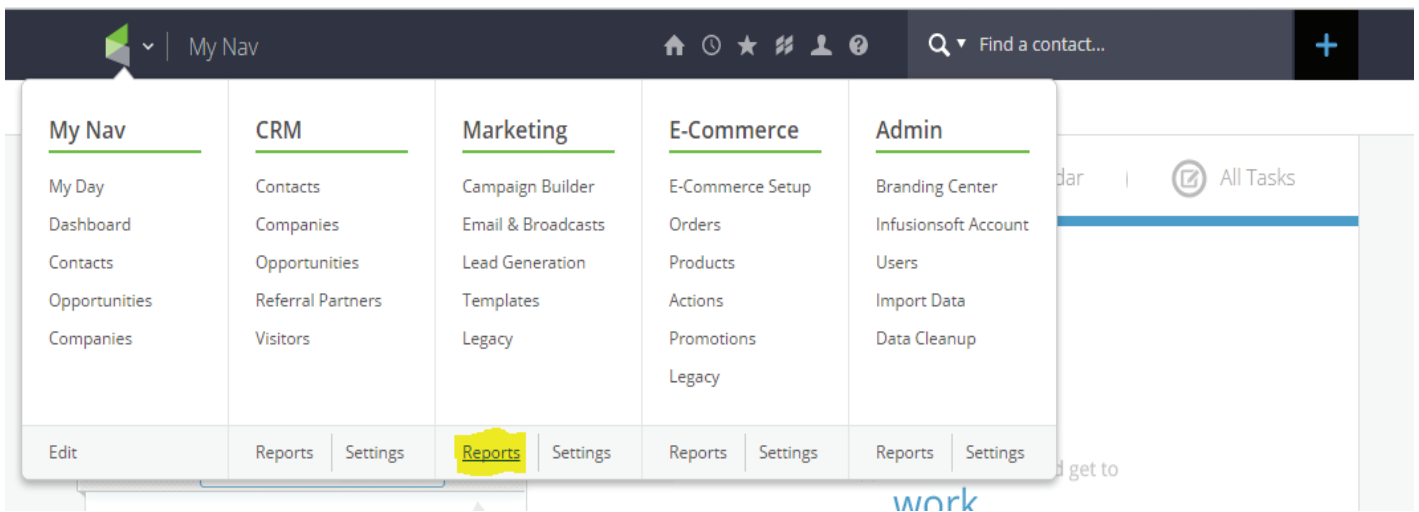 My Nav
Find a contact...
My Nav
My Day
Dashboard
Contacts
Opportunities
Companies
Edit
CRM
Contacts
Companies
Opportunities
Referral Partners
Visitors
Reports Settings
Marketing
Campaign Builder
Email & Broadcasts
Lead Generation
Templates
Legacy
Reports Settings
E-Commerce
E-Commerce Setup
Orders
Products
Actions
Promotions
Legacy
Reports Settings
Admin
Branding Center
Infusionsoft Account
Users
Import Data
Data Cleanup
Reports Settings
dar
All Tasks
get to
work